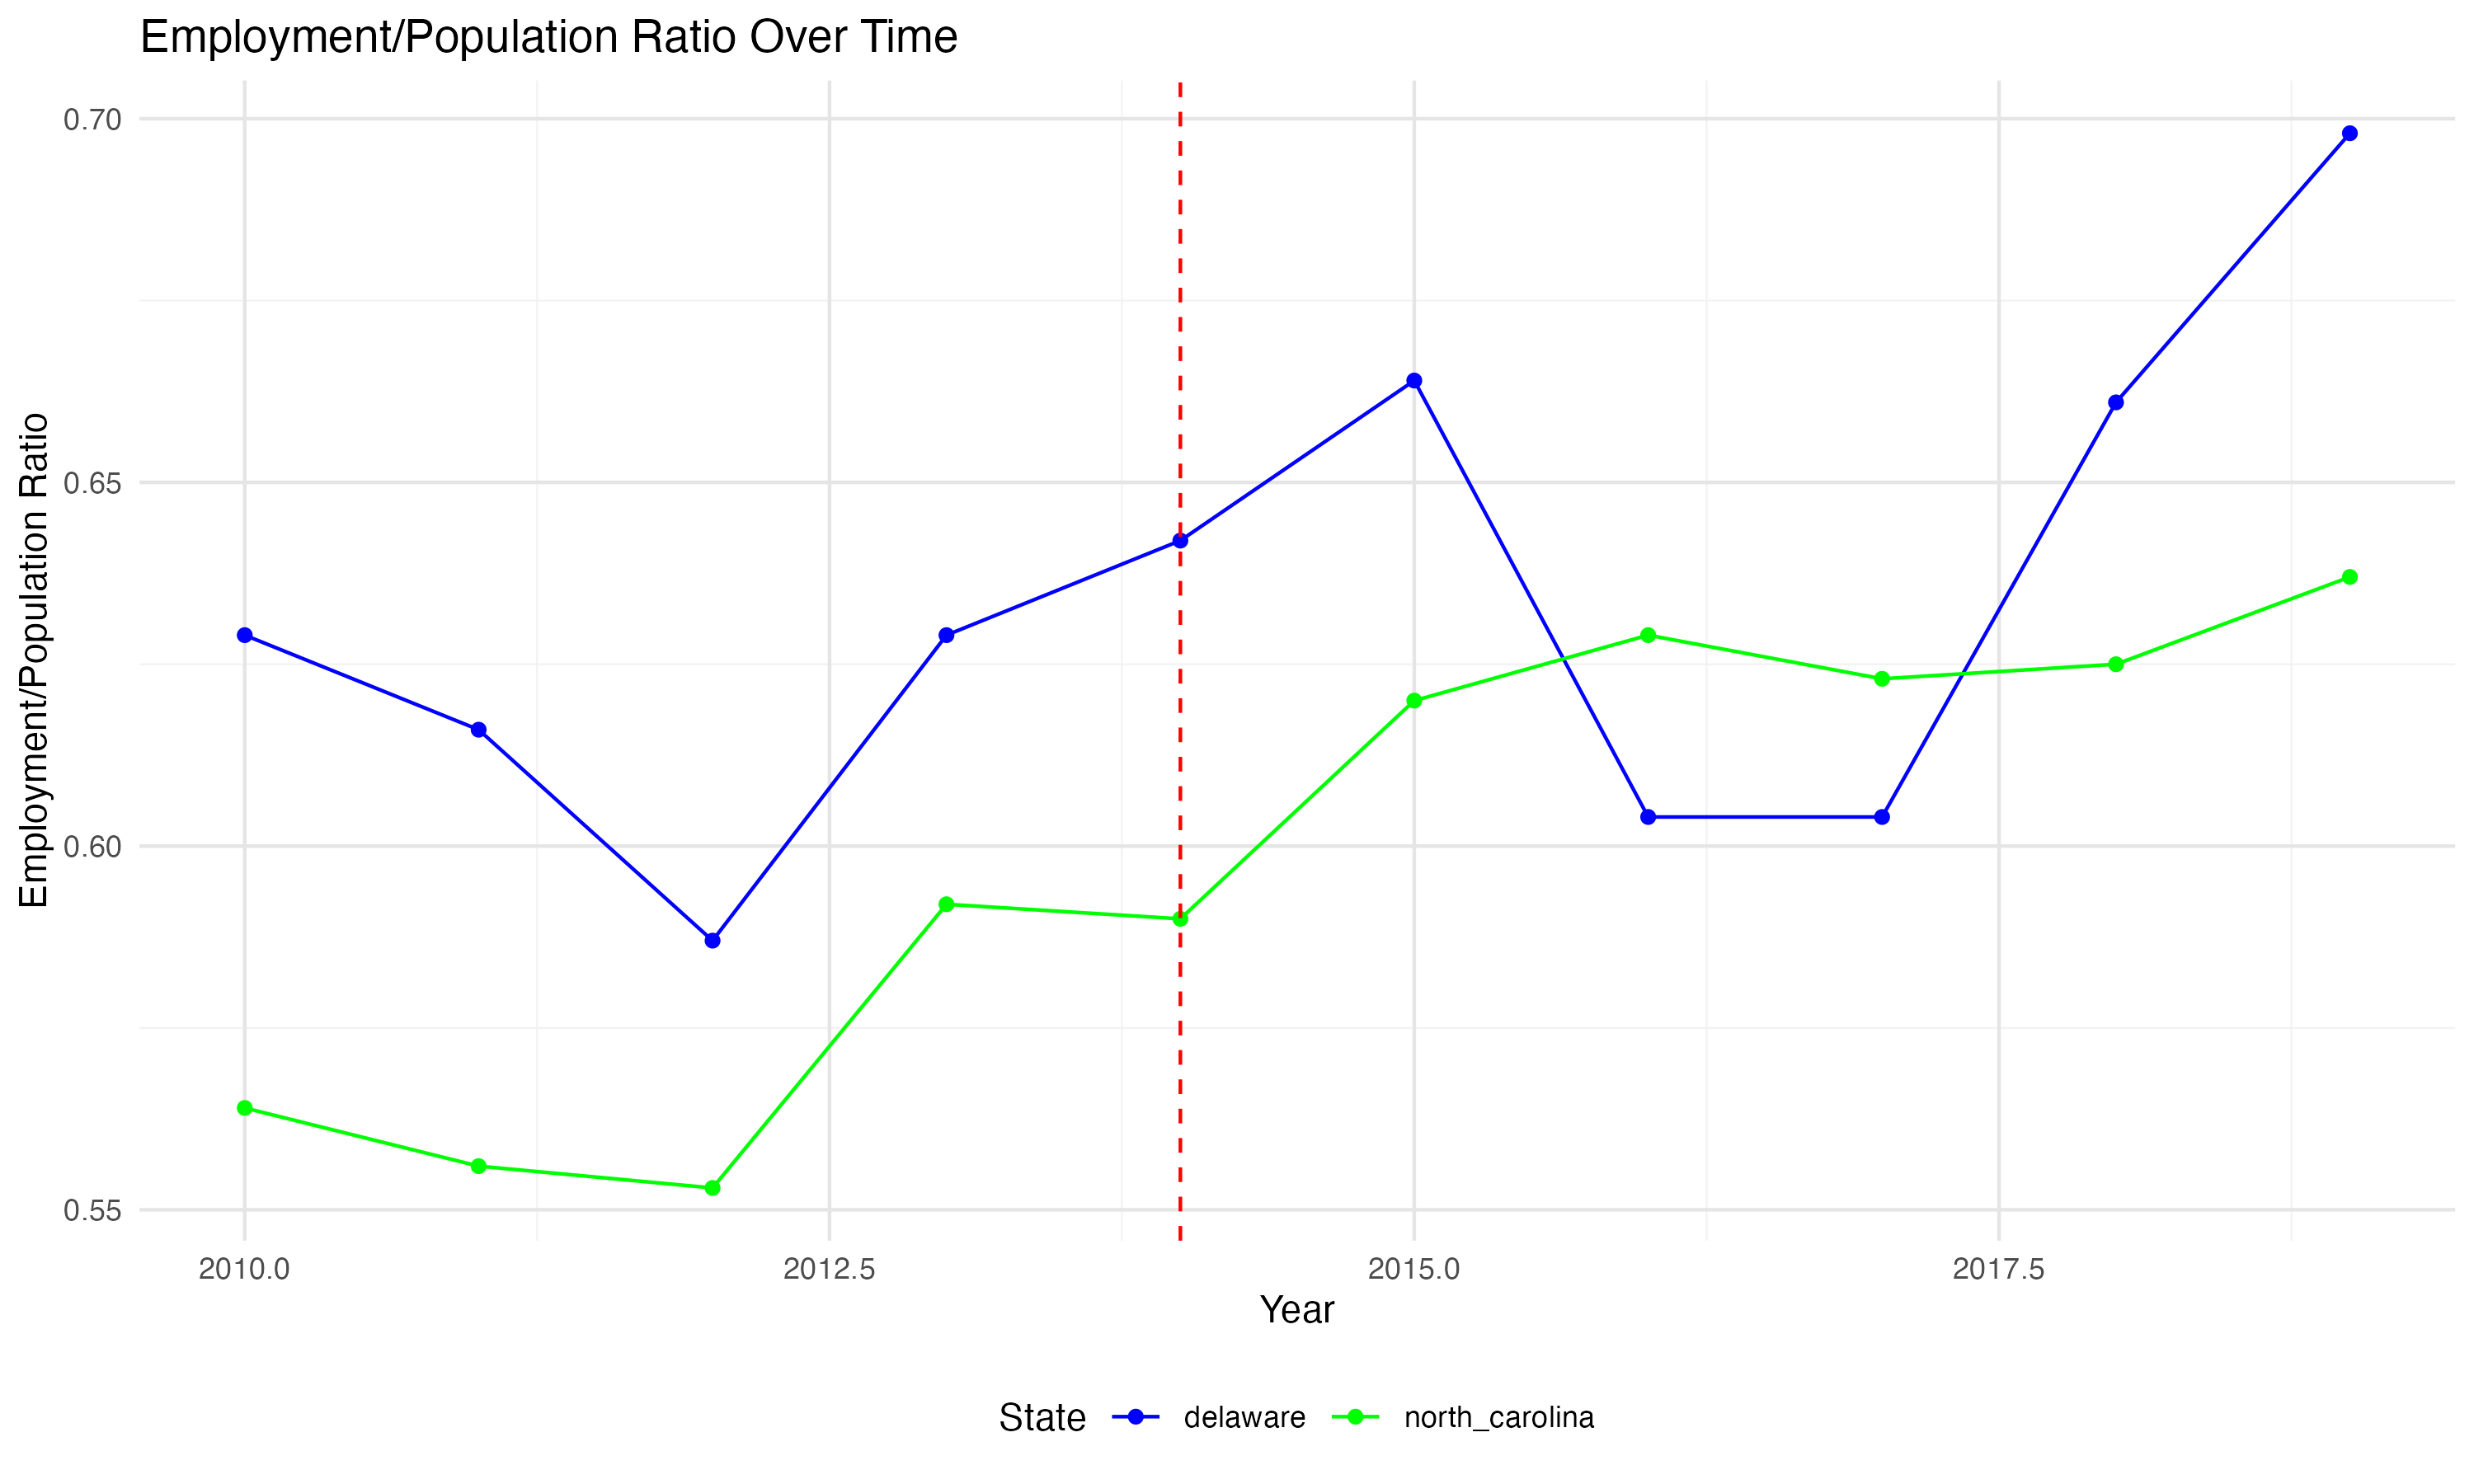 Employment/Population Ratio Over Time
Employment/Population Ratio
0.70
0.65
0.60
0.55
2010.0 2012.5 2015.0 2017.5
Year
State delaware north_carolina